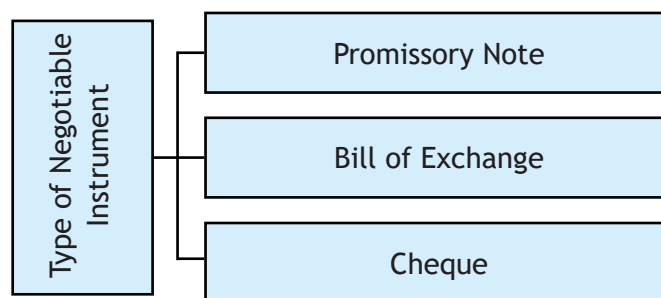 Type of Negotiable
Instrument
Promissory Note
Bill of Exchange
Cheque